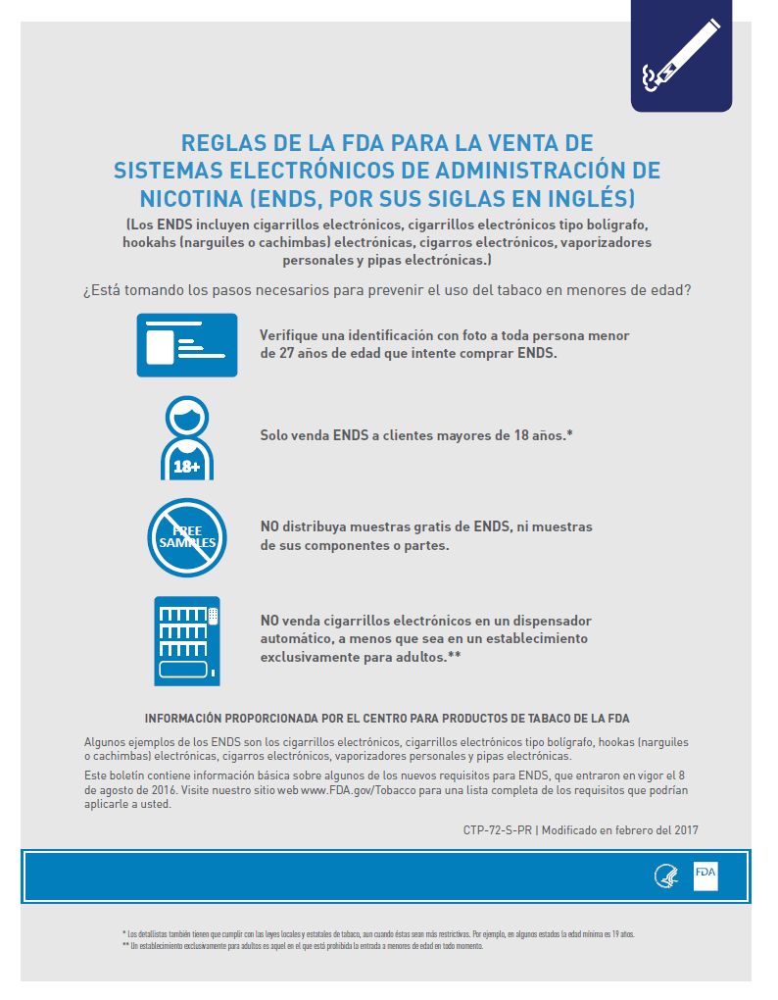 REGLAS DE LA FDA PARA LA VENTA DE
SISTEMAS ELECTRÓNICOS DE ADMINISTRACIÓN DE
NICOTINA (ENDS, POR SUS SIGLAS EN INGLÉS)
(Los ENDS incluyen cigarrillos electrónicos, cigarrillos electrónicos tipo bolígrafo,
hookahs (narguiles o cachimbas) electrónicas, cigarros electrónicos, vaporizadores
personales y pipas electrónicas.)
¿Está tomando los pasos necesarios para prevenir el uso del tabaco en menores de edad?
Verifique una identificación con foto a toda persona menor
de 27 años de edad que intente comprar ENDS.
18+
Solo venda ENDS a clientes mayores de 18 años.*
FREE
SAMPLES
NO distribuya muestras gratis de ENDS, ni muestras
de sus componentes o partes.
NO venda cigarrillos electrónicos en un dispensador
automático, a menos que sea en un establecimiento
exclusivamente para adultos.**
INFORMACIÓN PROPORCIONADA POR EL CENTRO PARA PRODUCTOS DE TABACO DE LA FDA
Algunos ejemplos de los ENDS son los cigarrillos electrónicos, cigarrillos electrónicos tipo bolígrafo, hookas (narguiles
o cachimbas) electrónicas, cigarros electrónicos, vaporizadores personales y pipas electrónicas.
Este boletín contiene información básica sobre algunos de los nuevos requisitos para ENDS, que entraron en vigor el 8
de agosto de 2016. Visite nuestro sitio web www.FDA.gov/Tobacco para una lista completa de los requisitos que podrían
aplicarle a usted.
CTP-72-S-PR | Modificado en febrero del 2017
FDA
* Los detallistas también tienen que cumplir con las leyes locales y estatales de tabaco, aun cuando éstas sean más restrictivas. Por ejemplo, en algunos estados la edad mínima es 19 años.
** Un establecimiento exclusivamente para adultos es aquel en el que está prohibida la entrada a menores de edad en todo momento.